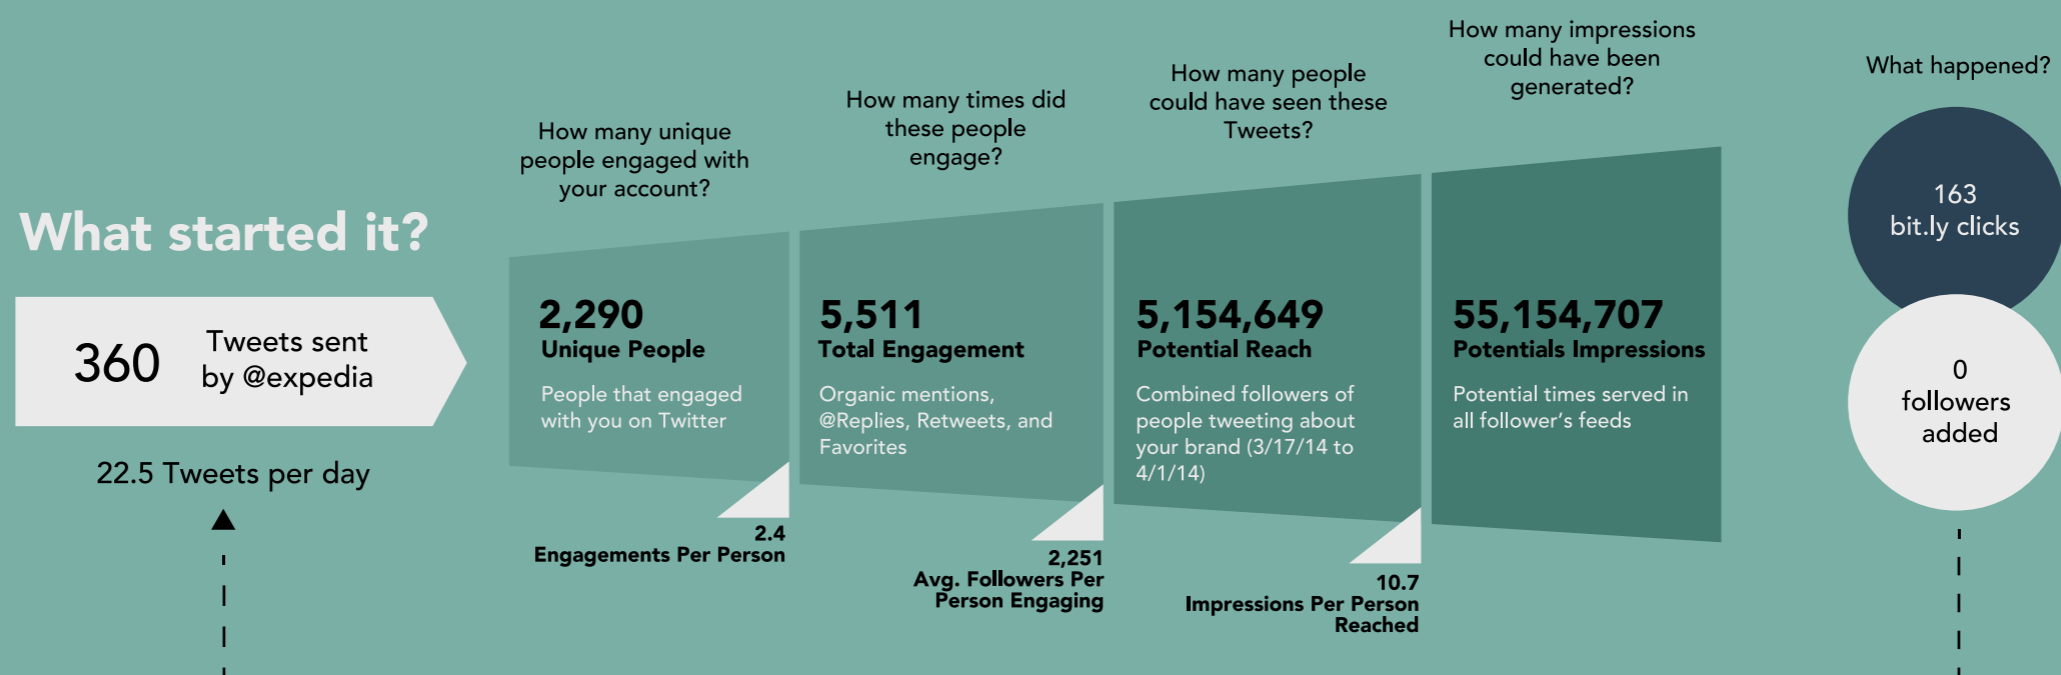 What started it?
360
Tweets sent
by @expedia
22.5 Tweets per day
How many unique
people engaged with
your account?
2,290
Unique People
People that engaged
with you on Twitter
2.4
Engagements Per Person
How many times did
these people
engage?
5,511
Total Engagement
Organic mentions,
@Replies, Retweets, and
Favorites
2,251
Avg. Followers Per
Person Engaging
How many people
could have seen these
Tweets?
5,154,649
Potential Reach
Combined followers of
people tweeting about
your brand (3/17/14 to
4/1/14)
10.7
Impressions Per Person
Reached
How many impressions
could have been
generated?
55,154,707
Potentials Impressions
Potential times served in
all follower’s feeds
What happened?
163
bit.ly clicks
0
followers
added